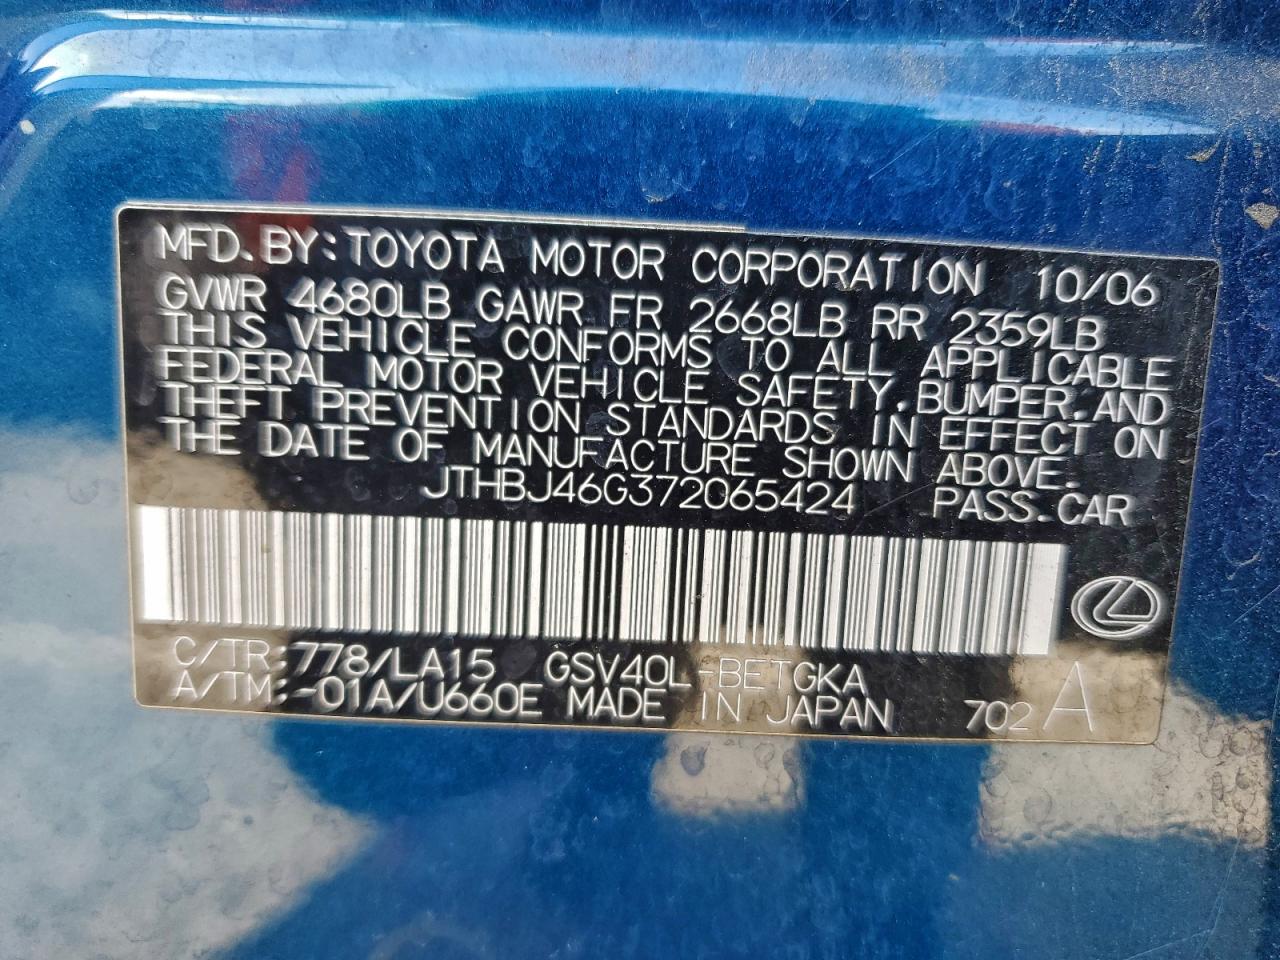 MFD. BY: TOYOTA MOTOR CORPORATION 10/06
GVWR 4680LB GAWR FR 2668LB RR 2359LB
THIS VEHICLE CONFORMS TO ALL APPLICABLE
FEDERAL MOTOR VEHICLE SAFETY, BUMPER, AND
THEFT PREVENTION STANDARDS IN EFFECT ON
THE DATE OF MANUFACTURE SHOWN ABOVE.
JTHBJ46G372065424 PASS. CAR
C/TR: 778/LA15 GSV40L-BETGKA
A/TM: -01A/U660E MADE IN JAPAN 702 A